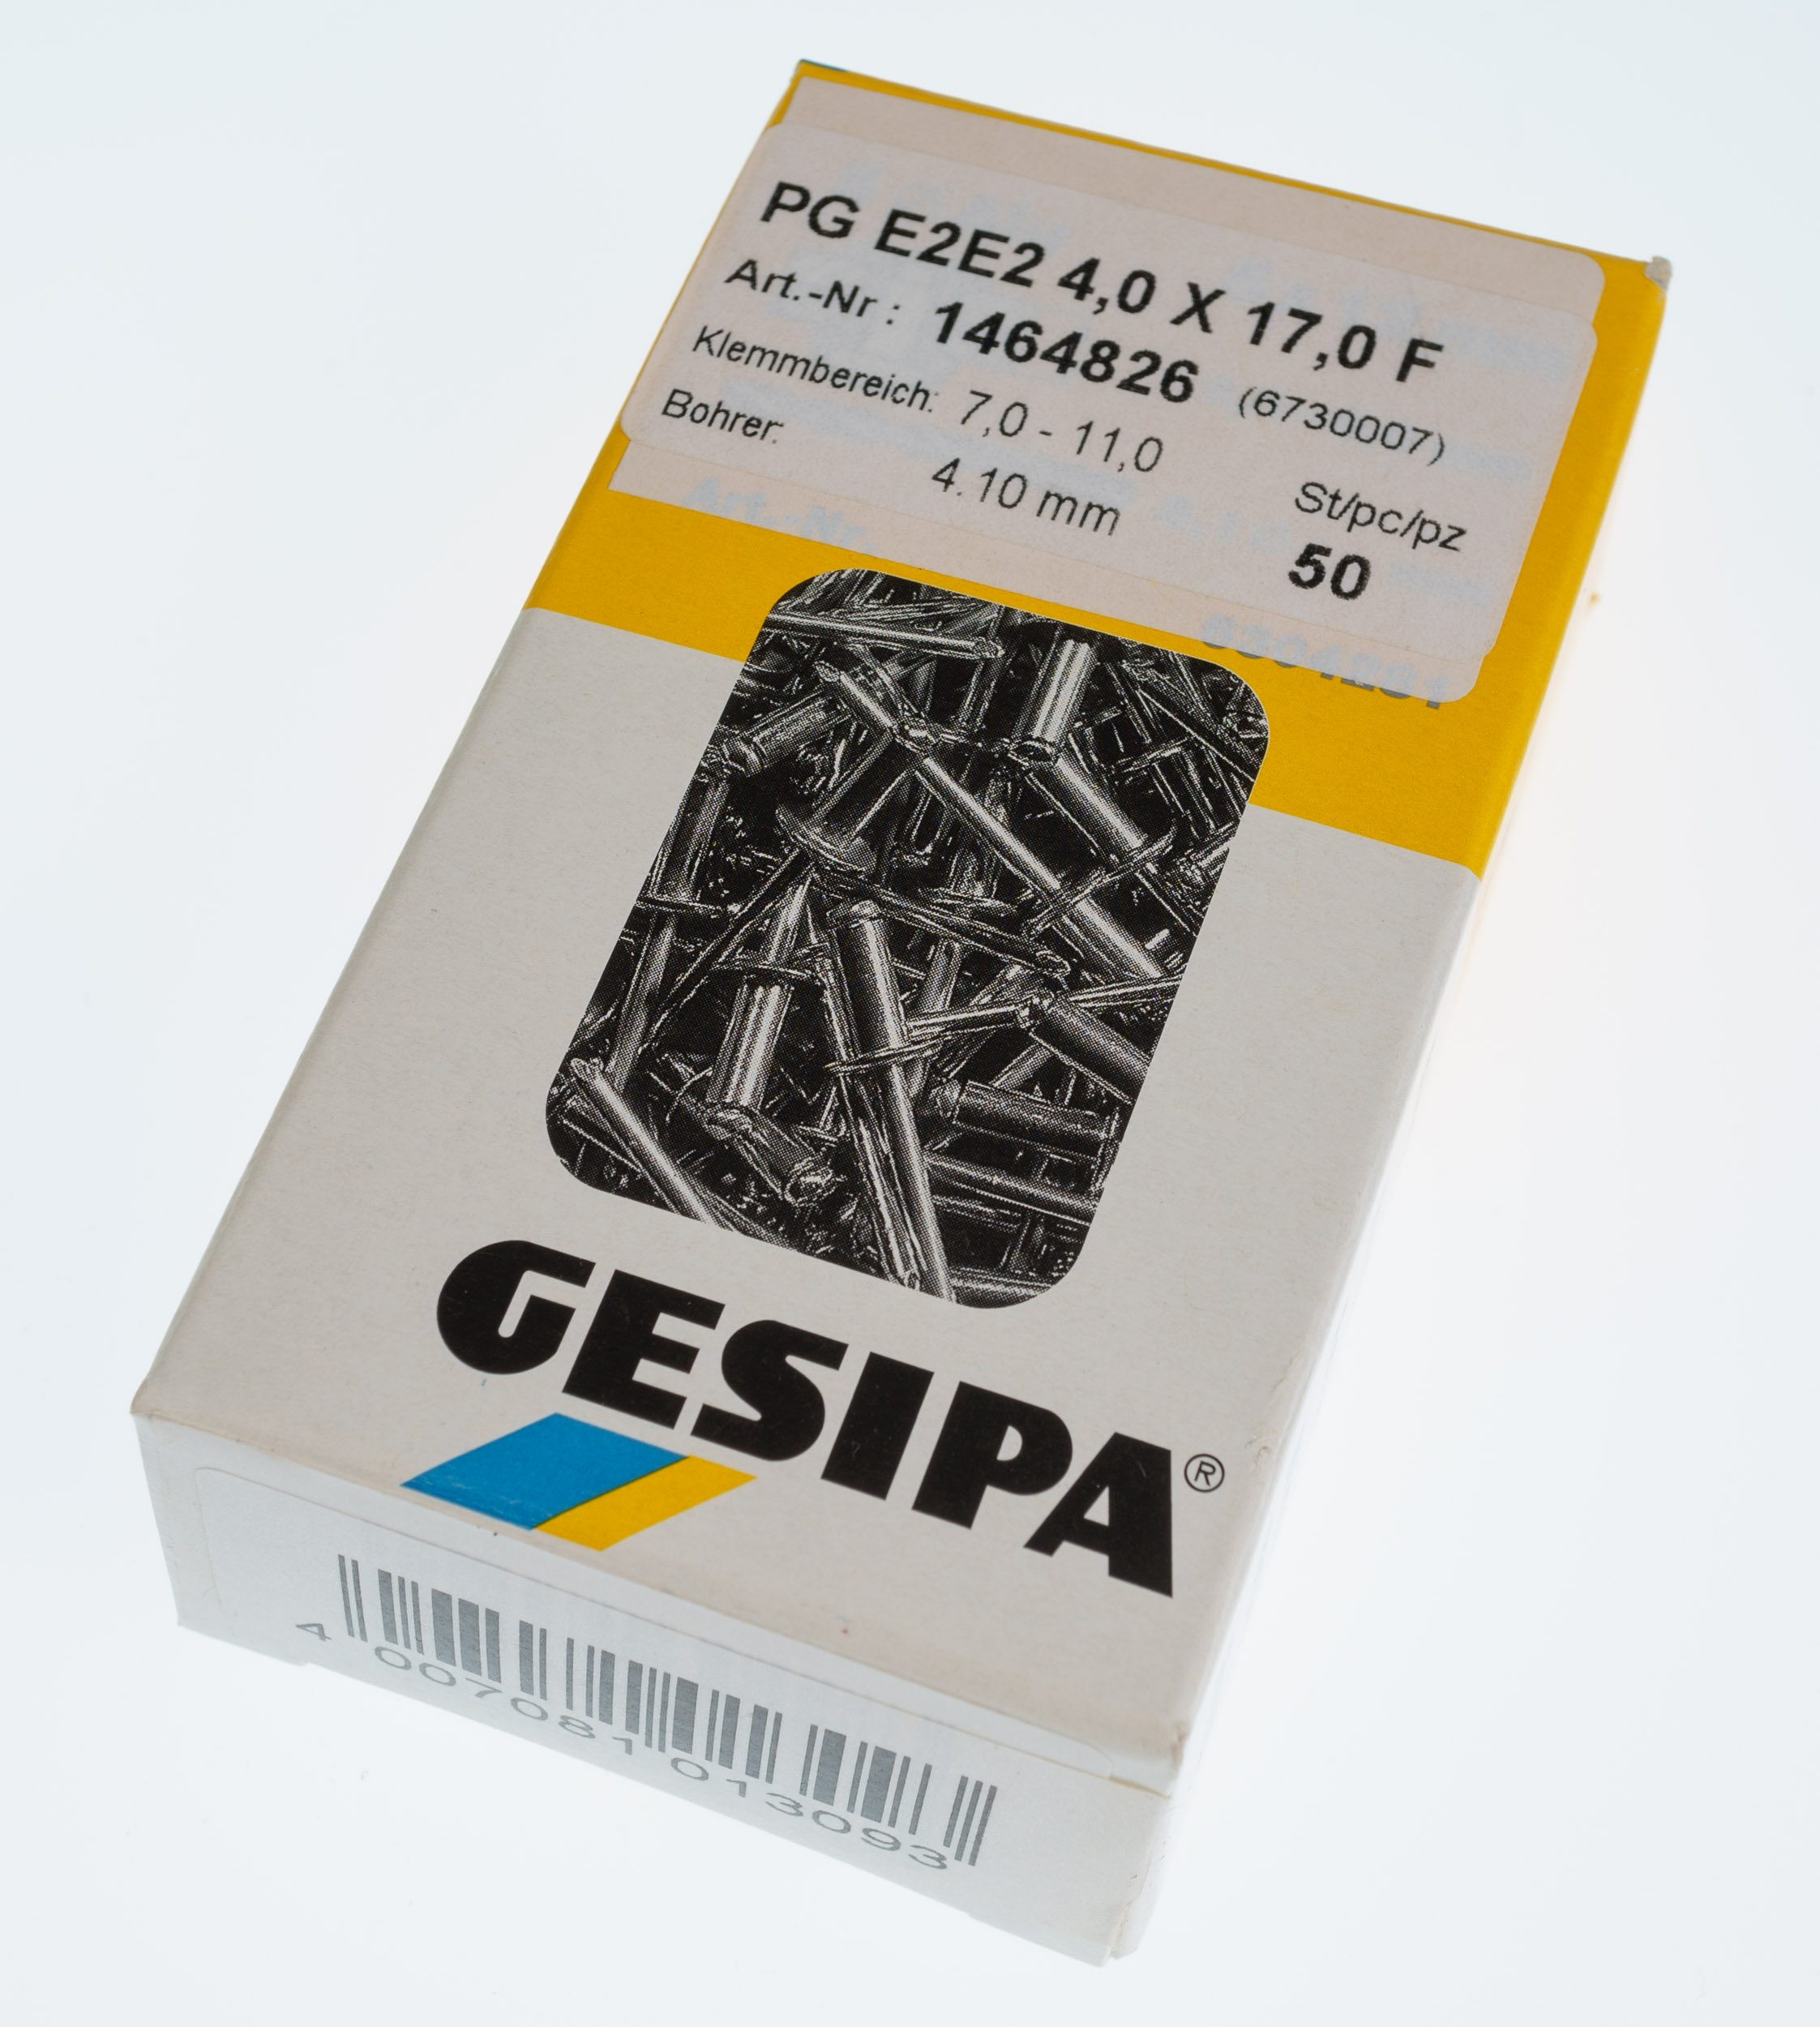 PG E2E2 4,0 X 17,0 F
Art.-Nr : 1464826 (6730007)
Klemmbereich: 7,0 - 11,0
Bohrer: 4.10 mm
St/pc/pz
50
GESIPA®
4 007081 013093